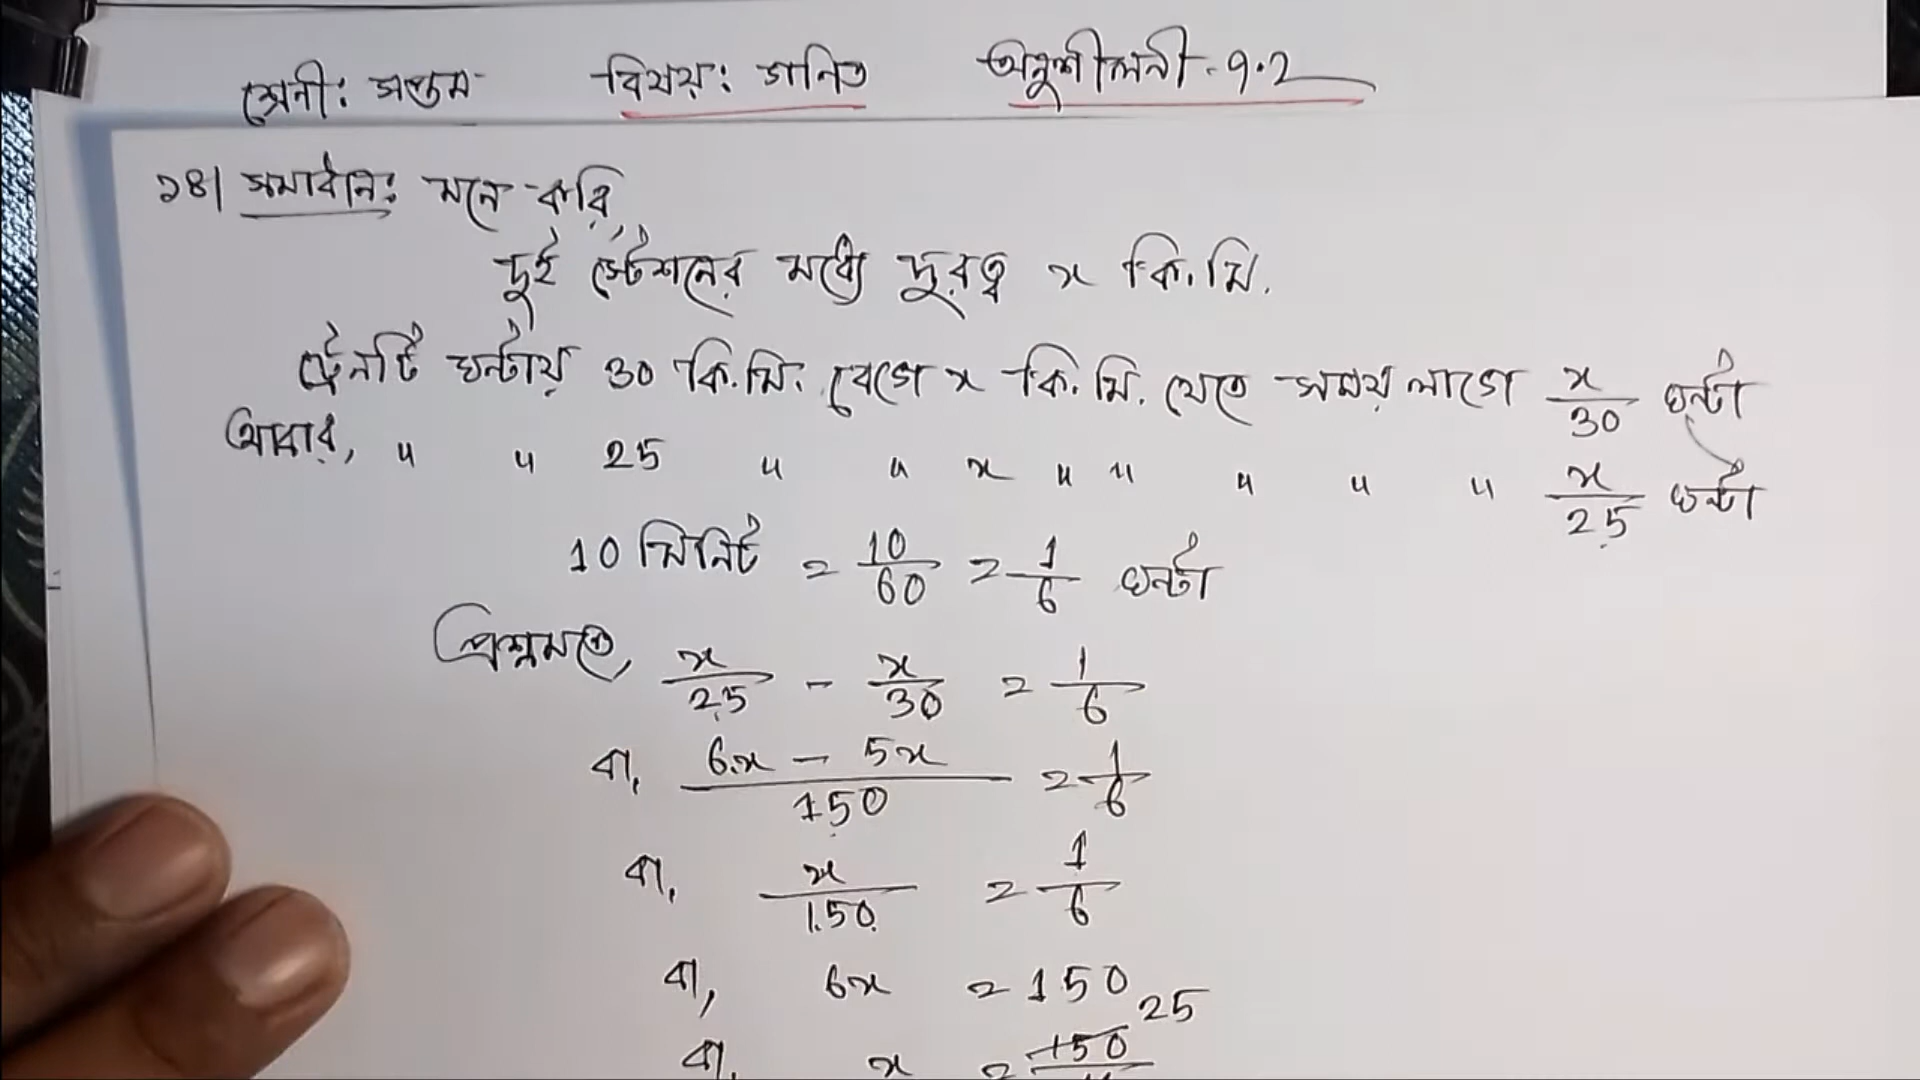 শ্রেনী: সপ্তম বিষয়: গনিত অনুশীলনী-৭.২
১৪। সমাধান: মনে করি,
দুই স্টেশনের মধ্যে দুরত্ব x কি.মি.
ট্রেনটি ঘন্টায় 30 কি.মি. বেগে x কি.মি. যেতে সময় লাগে x/30 ঘন্টা
আবার, " " 25 " " x " " " " " x/25 ঘন্টা
10 মিনিট = 10/60 = 1/6 ঘন্টা
প্রশ্নমতে, x/25 - x/30 = 1/6
বা, 6x - 5x/150 = 1/6
বা, x/150 = 1/6
বা, 6x = 150
বা, x = 150 25